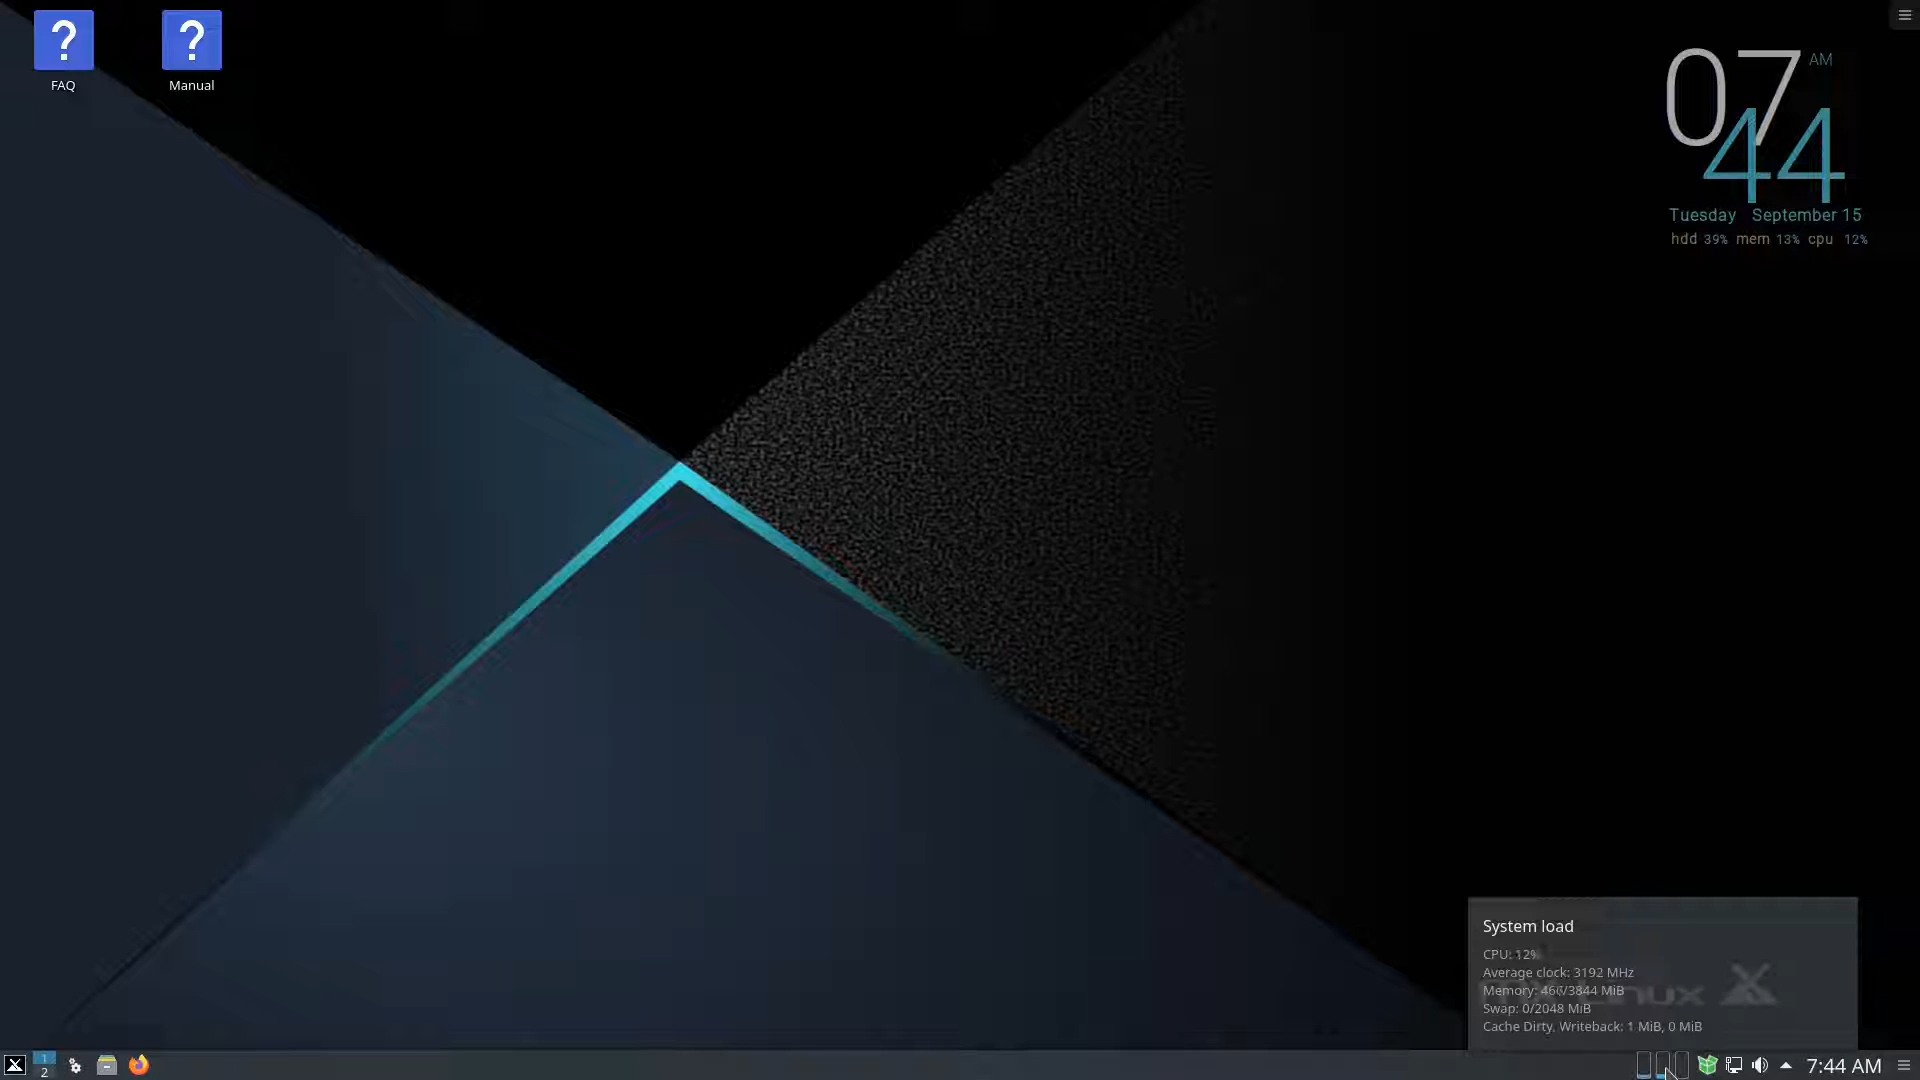 FAQ
Manual
07 AM
44
Tuesday September 15
hdd 39% mem 13% cpu 12%
System load
CPU: 12%
Average clock: 3192 MHz
Memory: 466/3844 MiB
Swap: 0/2048 MiB
Cache Dirty, Writeback: 1 MiB, 0 MiB
Linux
1
2
7:44 AM